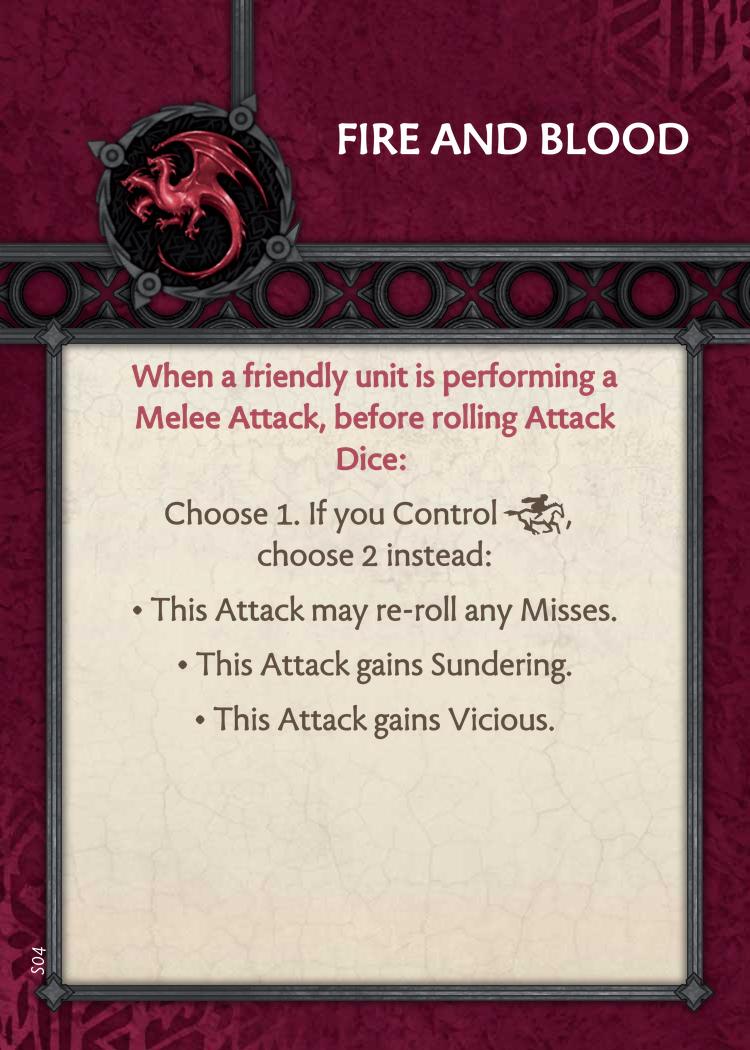 FIRE AND BLOOD
When a friendly unit is performing a
Melee Attack, before rolling Attack
Dice:
Choose 1. If you Control ,
choose 2 instead:
• This Attack may re-roll any Misses.
• This Attack gains Sundering.
• This Attack gains Vicious.
S04